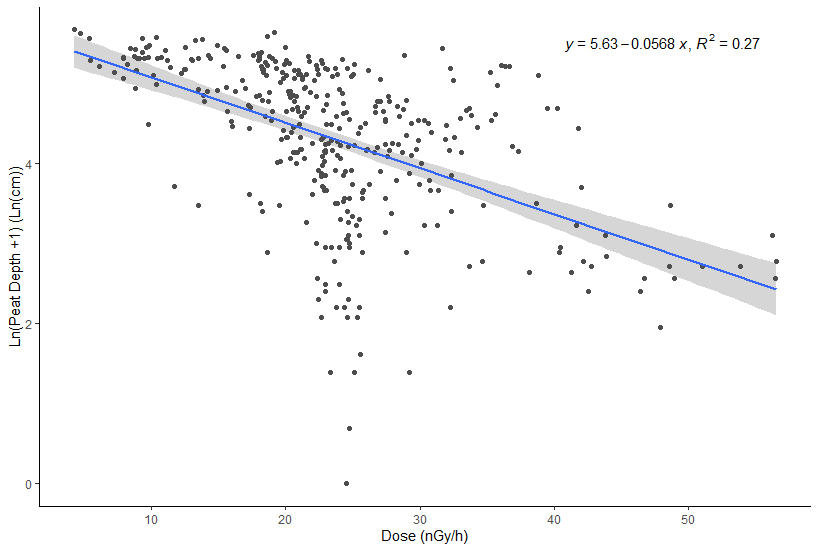 y = 5.63 − 0.0568 x, R² = 0.27
Ln(Peat Depth +1) (Ln(cm))
4
2
0
10 20 30 40 50
Dose (nGy/h)